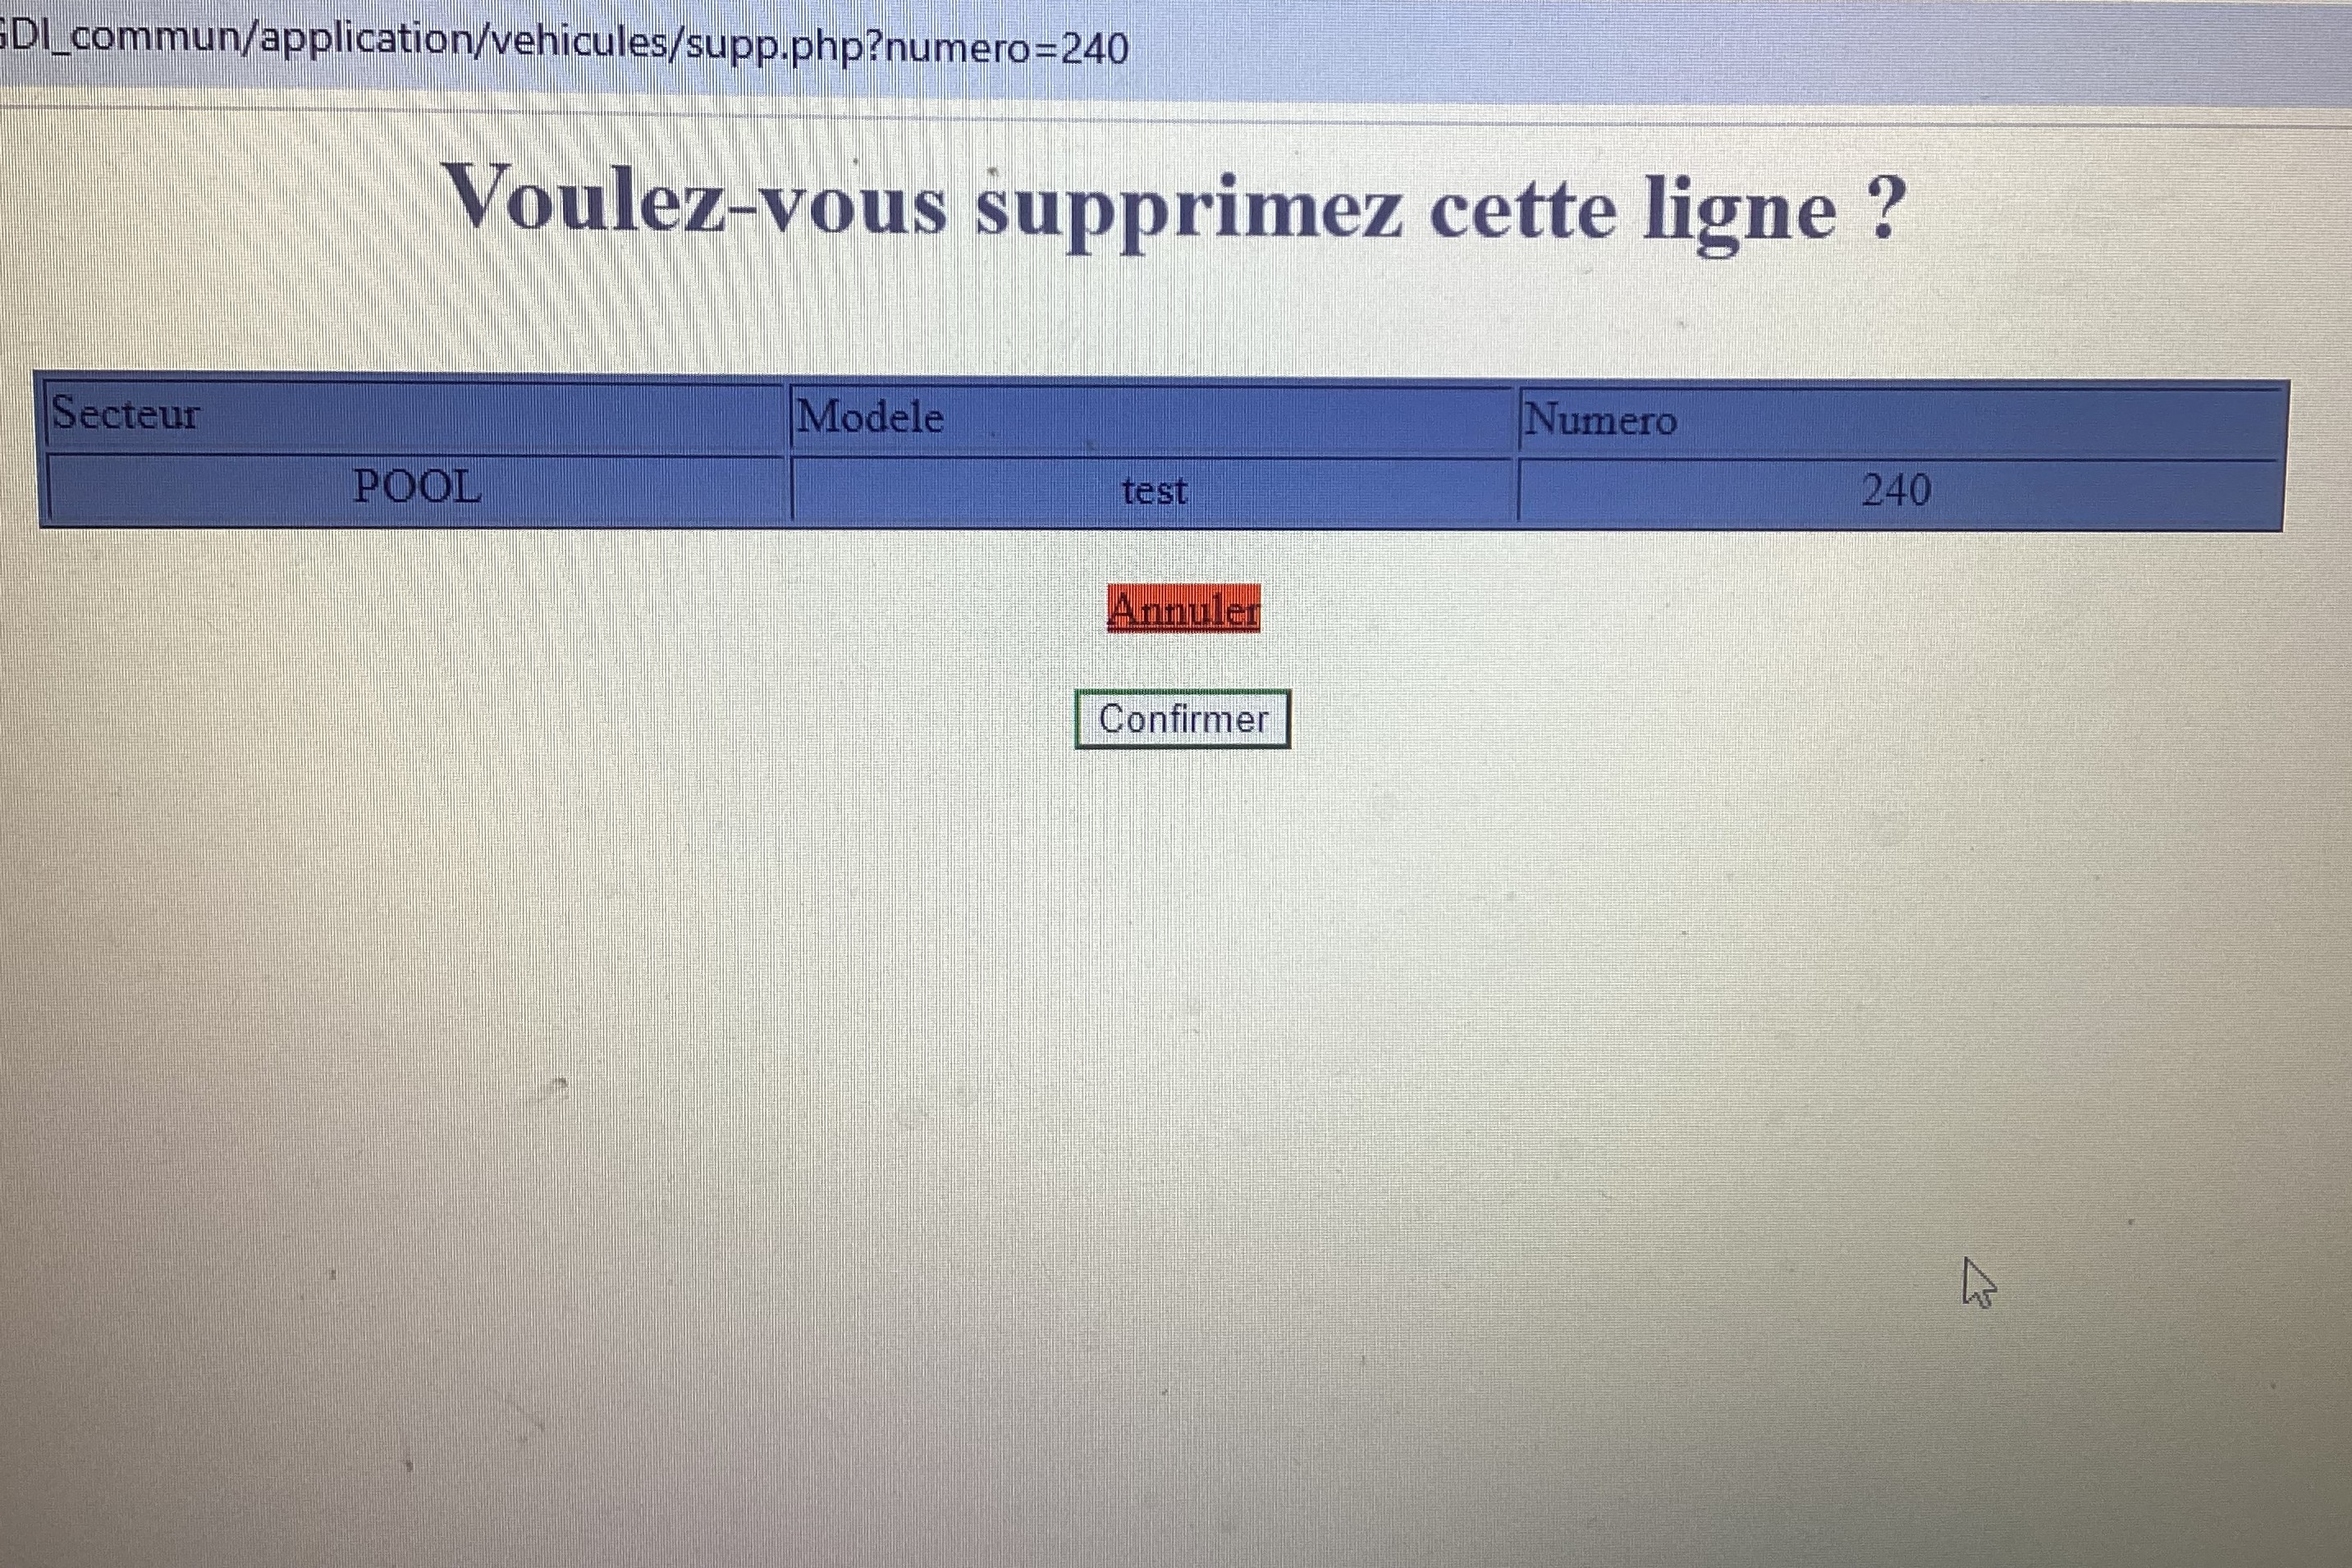 DI_commun/application/vehicules/supp.php?numero=240
Voulez-vous supprimez cette ligne ?
Secteur Modele Numero
POOL test 240
Annuler
Confirmer